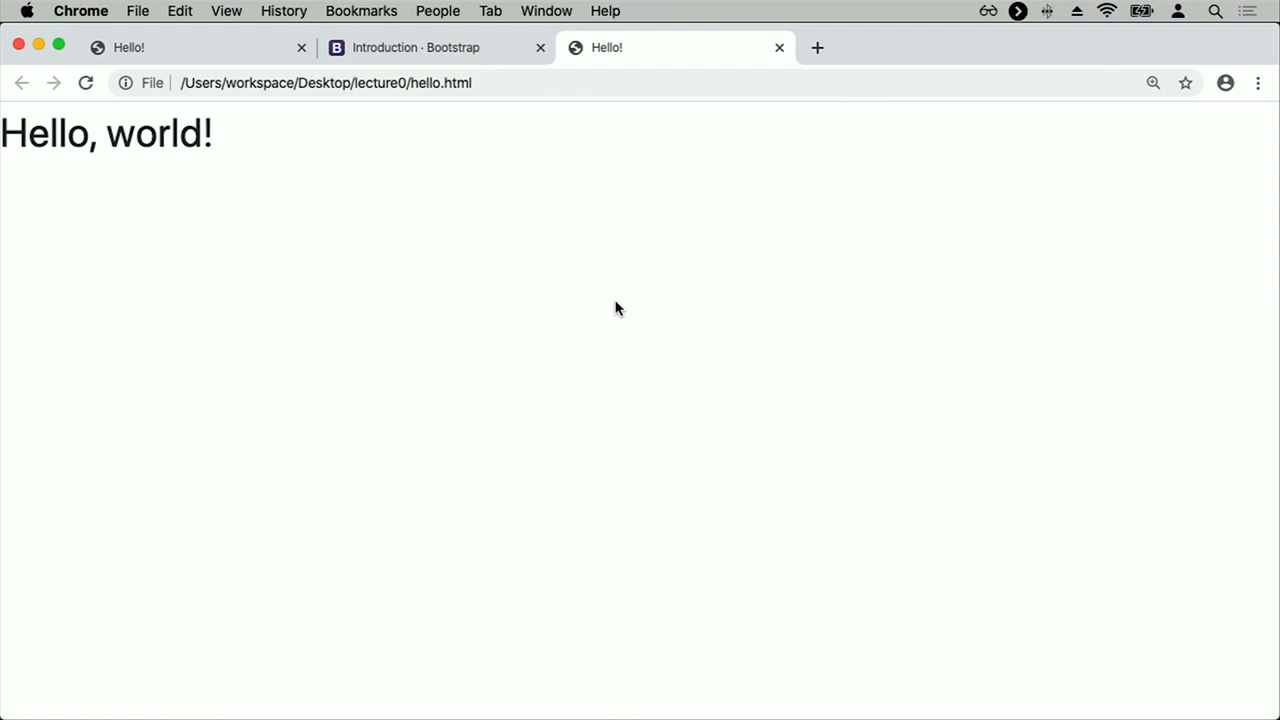 Chrome File Edit View History Bookmarks People Tab Window Help
Hello! Introduction · Bootstrap Hello!
File /Users/workspace/Desktop/lecture0/hello.html
Hello, world!